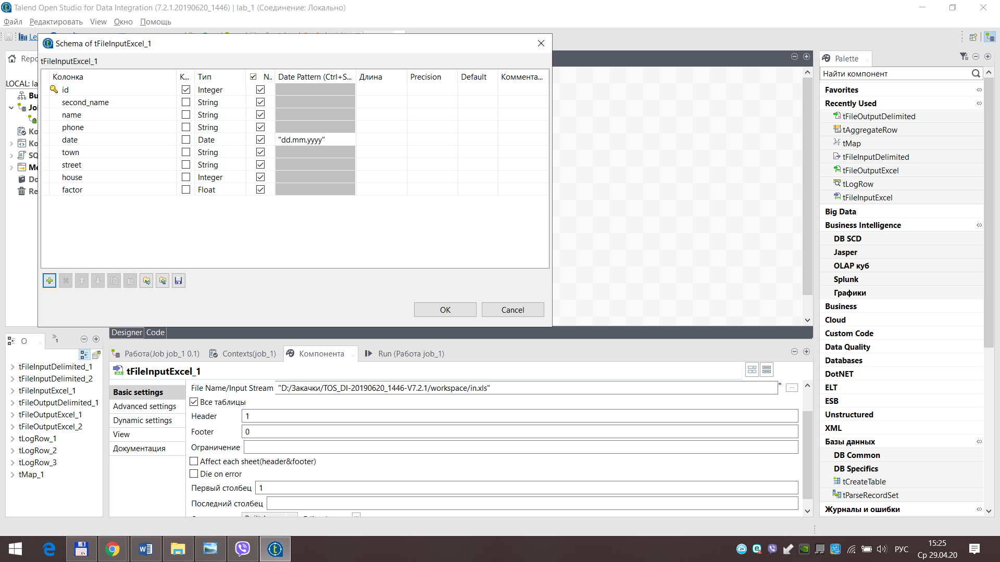 Talend Open Studio for Data Integration (7.2.1.20190620_1446) | lab_1 (Соединение: Локально)
Файл Редактировать View Окно Помощь
Le
Schema of tFileInputExcel_1
Repo
tFileInputExcel_1
Колонка К... Тип N.. Date Pattern (Ctrl+S... Длина Precision Default Коммента...
id Integer
second_name String
name String
phone String
date Date "dd.mm.yyyy"
town String
street String
house Integer
factor Float
OK Cancel
LOCAL: la
Bu
Jo
Ко
Ко
SQ
Me
Do
Re
Palette
Найти компонент
Favorites
Recently Used
tFileOutputDelimited
tAggregateRow
tMap
tFileInputDelimited
tFileOutputExcel
tLogRow
tFileInputExcel
Big Data
Business Intelligence
DB SCD
Jasper
OLAP куб
Splunk
Графики
Business
Cloud
Custom Code
Data Quality
Databases
DotNET
ELT
ESB
Unstructured
XML
Базы данных
DB Common
DB Specifics
tCreateTable
tParseRecordSet
Журналы и ошибки
Designer Code
O
»1
tFileInputDelimited_1
tFileInputDelimited_2
tFileInputExcel_1
tFileOutputDelimited_1
tFileOutputExcel_1
tFileOutputExcel_2
tLogRow_1
tLogRow_2
tLogRow_3
tMap_1
Работа(Job job_1 0.1) Contexts(job_1) Компонента Run (Работа job_1)
tFileInputExcel_1
Basic settings
Advanced settings
Dynamic settings
View
Документация
File Name/Input Stream "D:/Закачки/TOS_DI-20190620_1446-V7.2.1/workspace/in.xls" * ...
Все таблицы
Header 1
Footer 0
Ограничение
Affect each sheet(header&footer)
Die on error
Первый столбец 1
Последний столбец
РУС
15:25
Ср 29.04.20